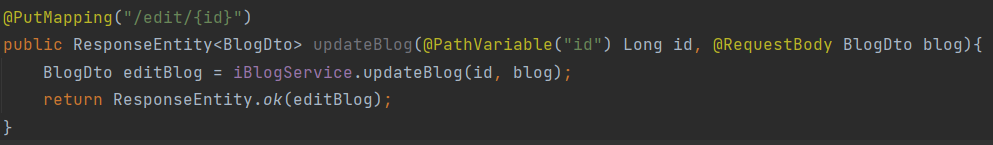 @PutMapping("/edit/{id}")
public ResponseEntity<BlogDto> updateBlog(@PathVariable("id") Long id, @RequestBody BlogDto blog){
    BlogDto editBlog = iBlogService.updateBlog(id, blog);
    return ResponseEntity.ok(editBlog);
}